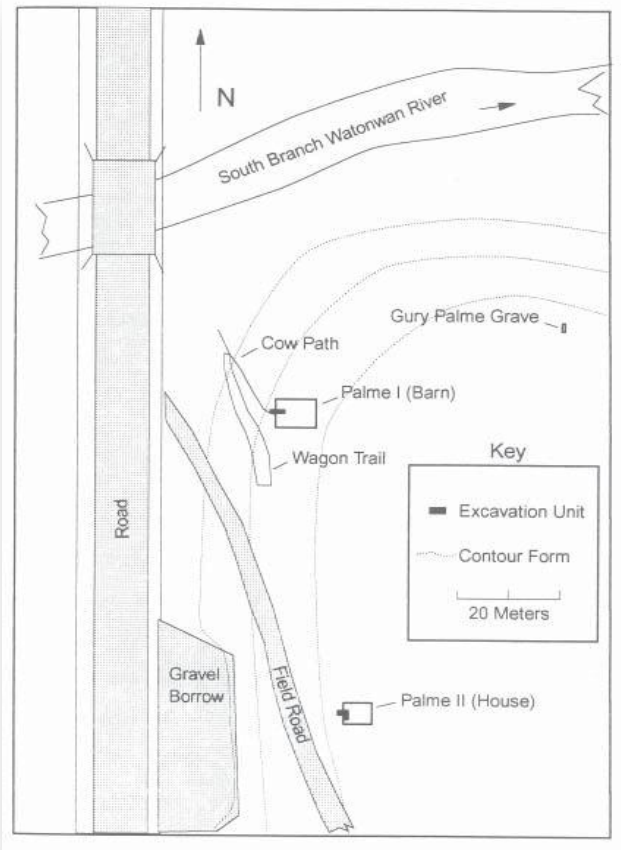 N
South Branch Watonwan River
Gury Palme Grave
Cow Path
Palme I (Barn)
Wagon Trail
Key
Excavation Unit
Contour Form
20 Meters
Road
Gravel
Borrow
Field Road
Palme II (House)